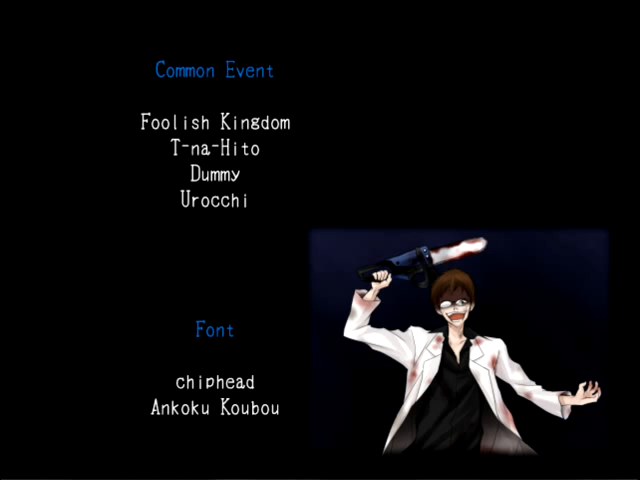 Common Event
Foolish Kingdom
T-na-Hito
Dummy
Urocchi
Font
chiphead
Ankoku Koubou